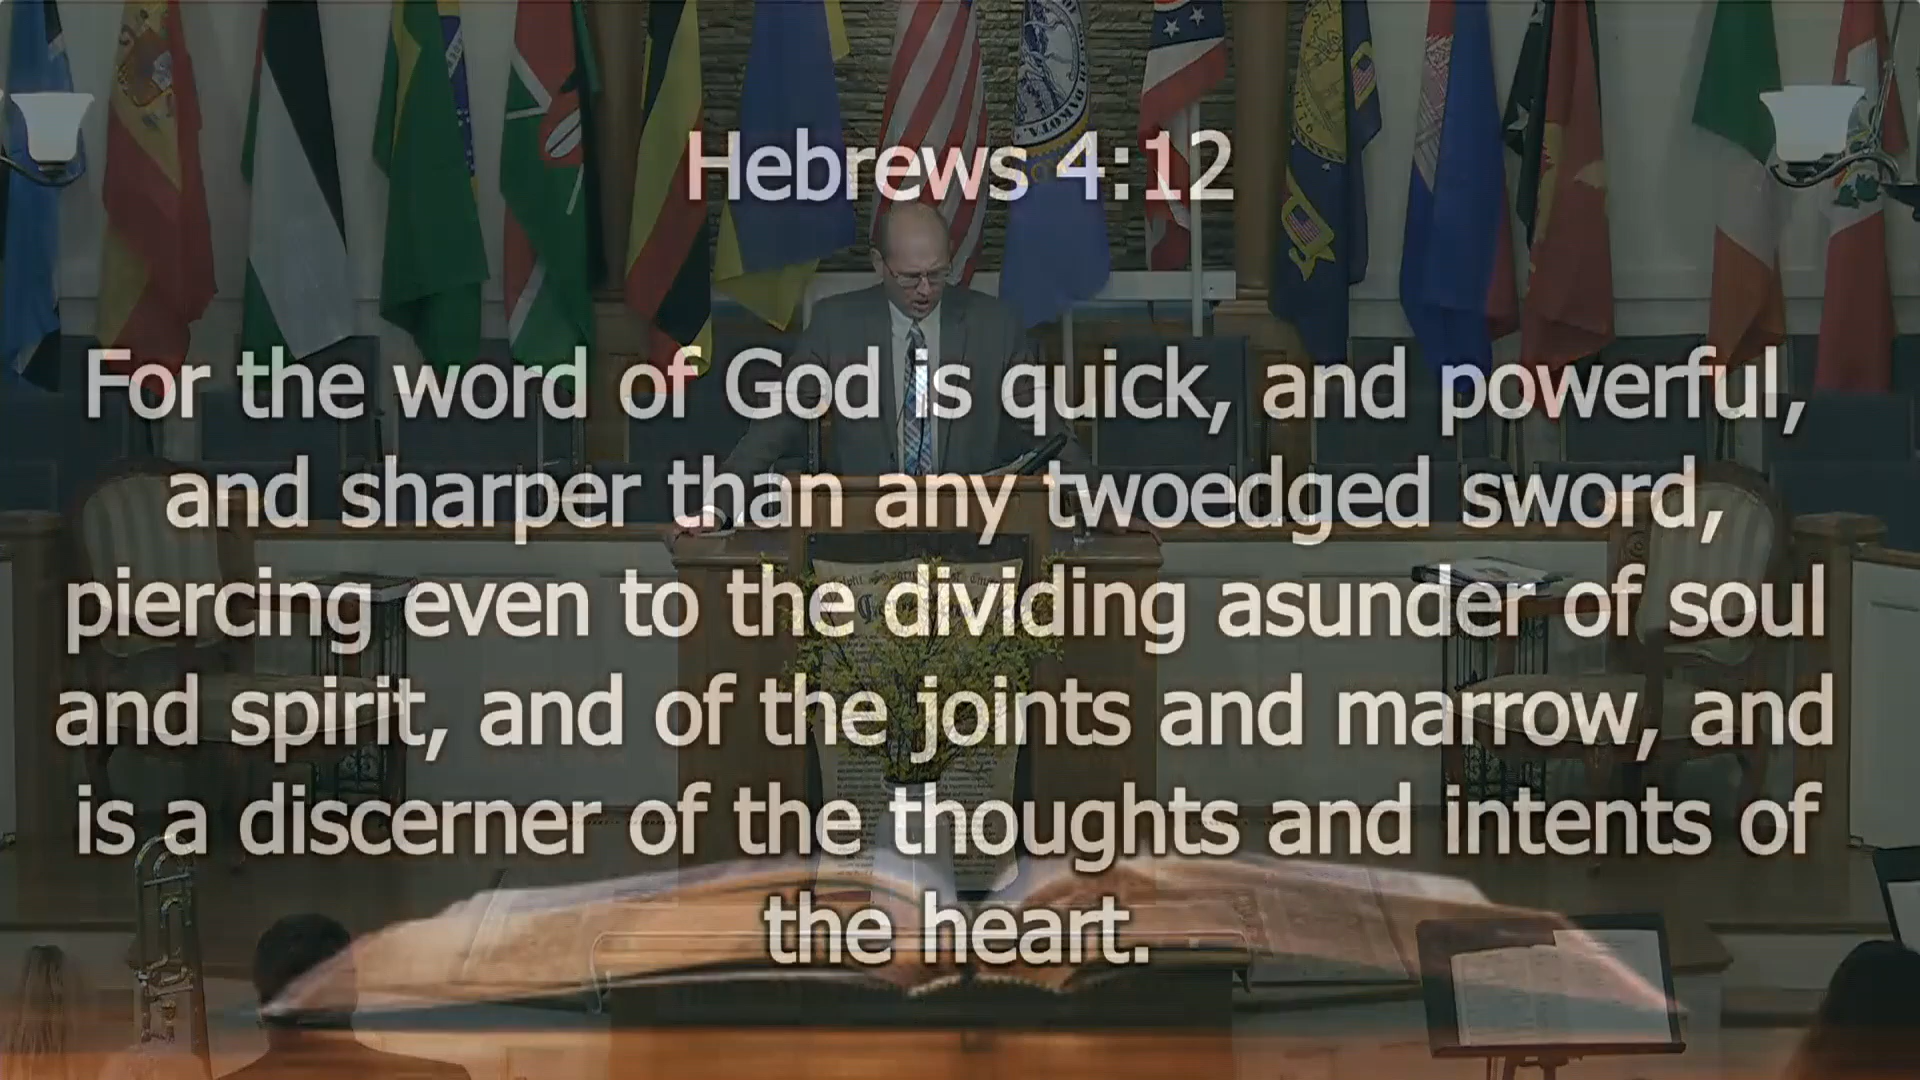 Hebrews 4:12
For the word of God is quick, and powerful,
and sharper than any twoedged sword,
piercing even to the dividing asunder of soul
and spirit, and of the joints and marrow, and
is a discerner of the thoughts and intents of
the heart.